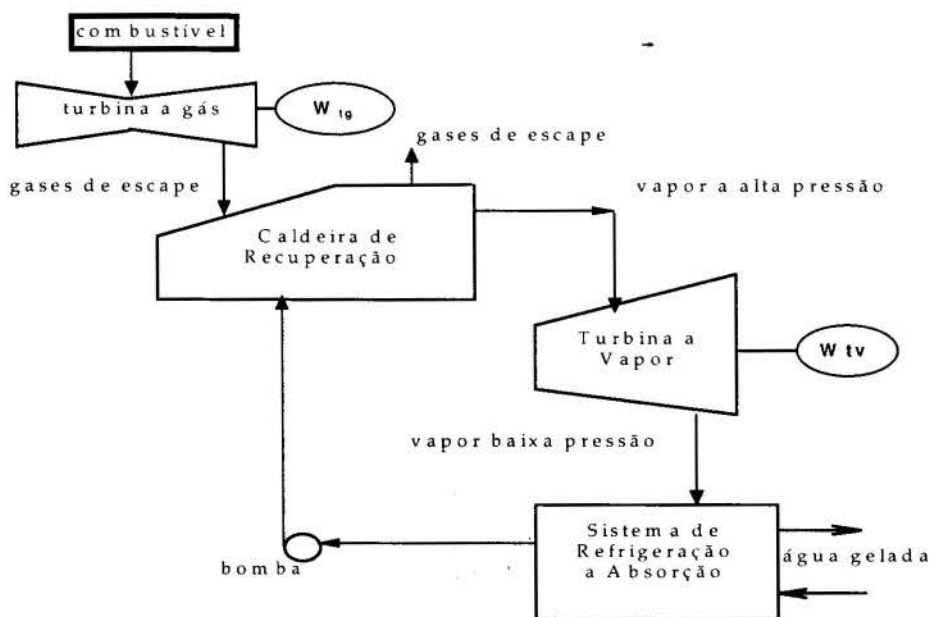 combustível
turbina a gás
W tg
gases de escape
gases de escape
vapor a alta pressão
Caldeira de
Recuperação
Turbina a
Vapor
W tv
vapor baixa pressão
Sistema de
Refrigeração
a Absorção
água gelada
bomba